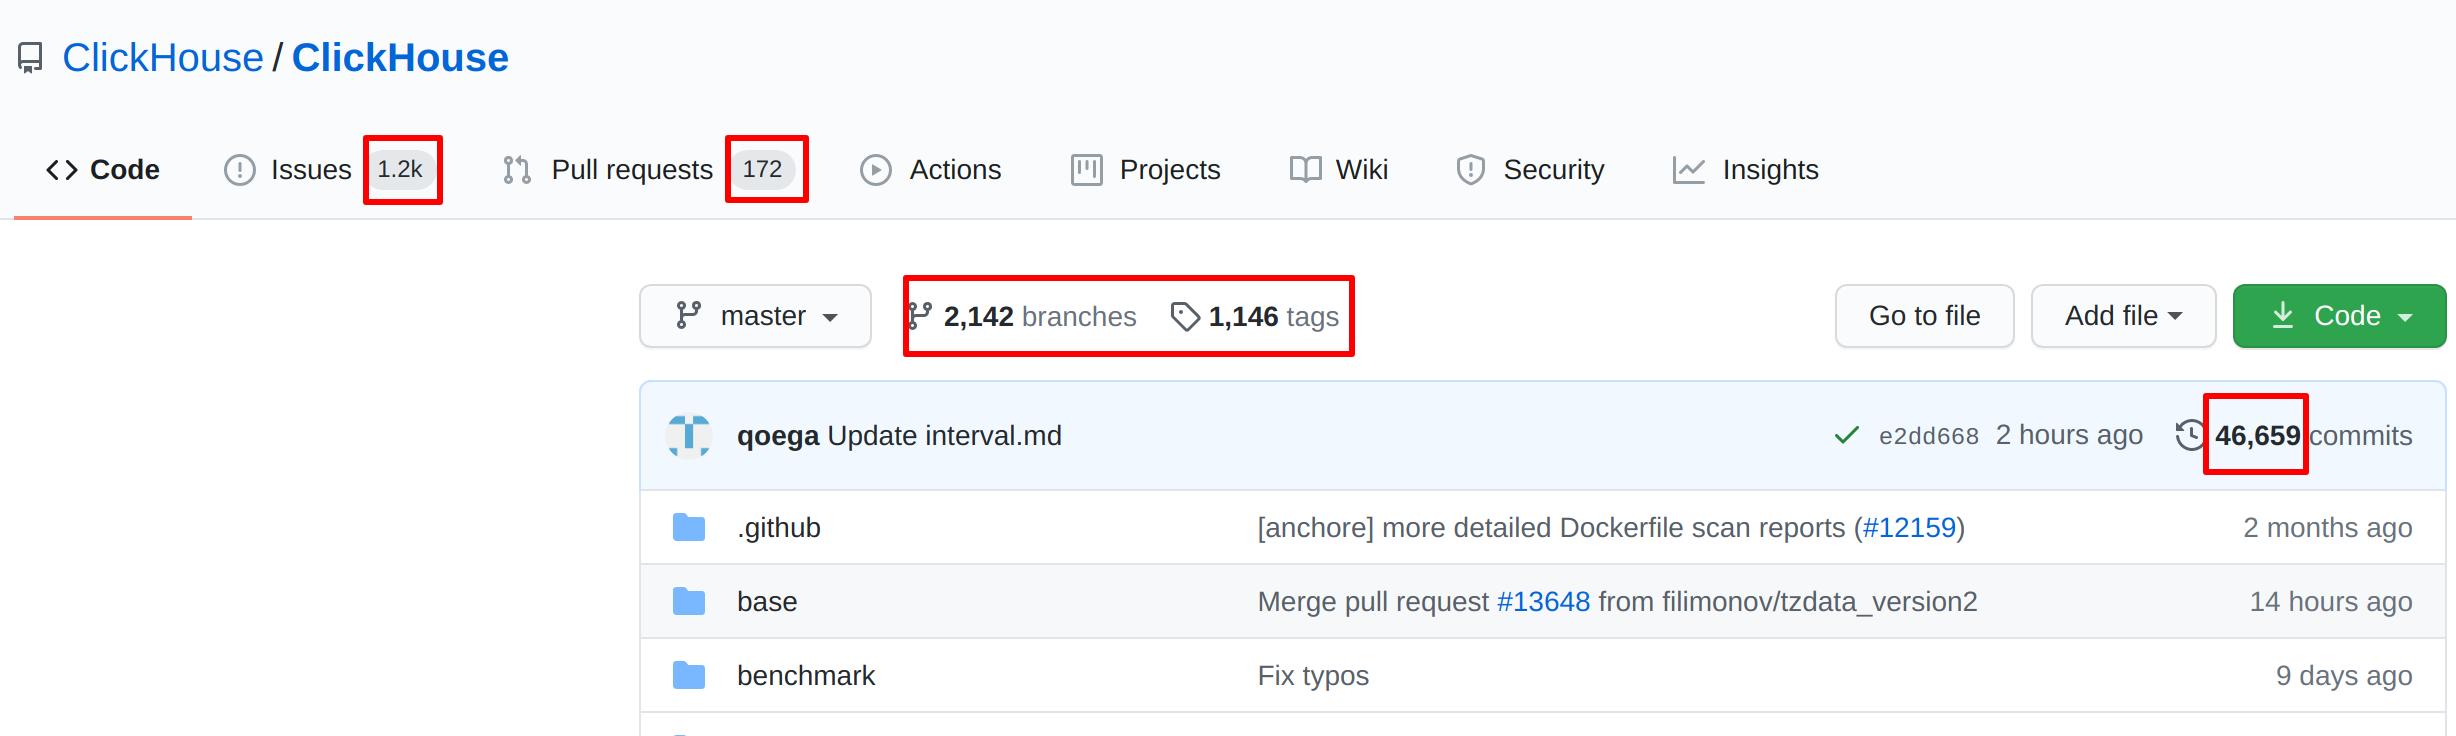 ClickHouse / ClickHouse
Code Issues 1.2k Pull requests 172 Actions Projects Wiki Security Insights
master 2,142 branches 1,146 tags Go to file Add file Code
qoega Update interval.md e2dd668 2 hours ago 46,659 commits
.github [anchore] more detailed Dockerfile scan reports (#12159) 2 months ago
base Merge pull request #13648 from filimonov/tzdata_version2 14 hours ago
benchmark Fix typos 9 days ago